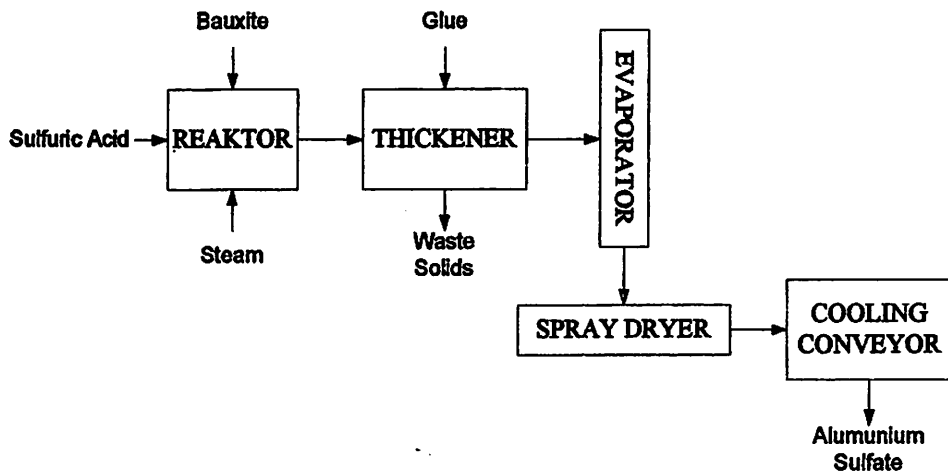 Bauxite
Glue
Sulfuric Acid
REAKTOR
THICKENER
EVAPORATOR
Steam
Waste
Solids
SPRAY DRYER
COOLING
CONVEYOR
Alumunium
Sulfate